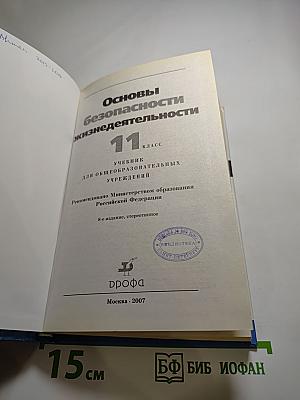 Основы
безопасности
жизнедеятельности
11 КЛАСС
УЧЕБНИК
ДЛЯ ОБЩЕОБРАЗОВАТЕЛЬНЫХ
УЧРЕЖДЕНИЙ
Рекомендовано Министерством образования
Российской Федерации
8-е издание, стереотипное
БИБЛИОТЕКА
ДРОФА
Москва · 2007
15 см
БФ БИБ ИОФАН